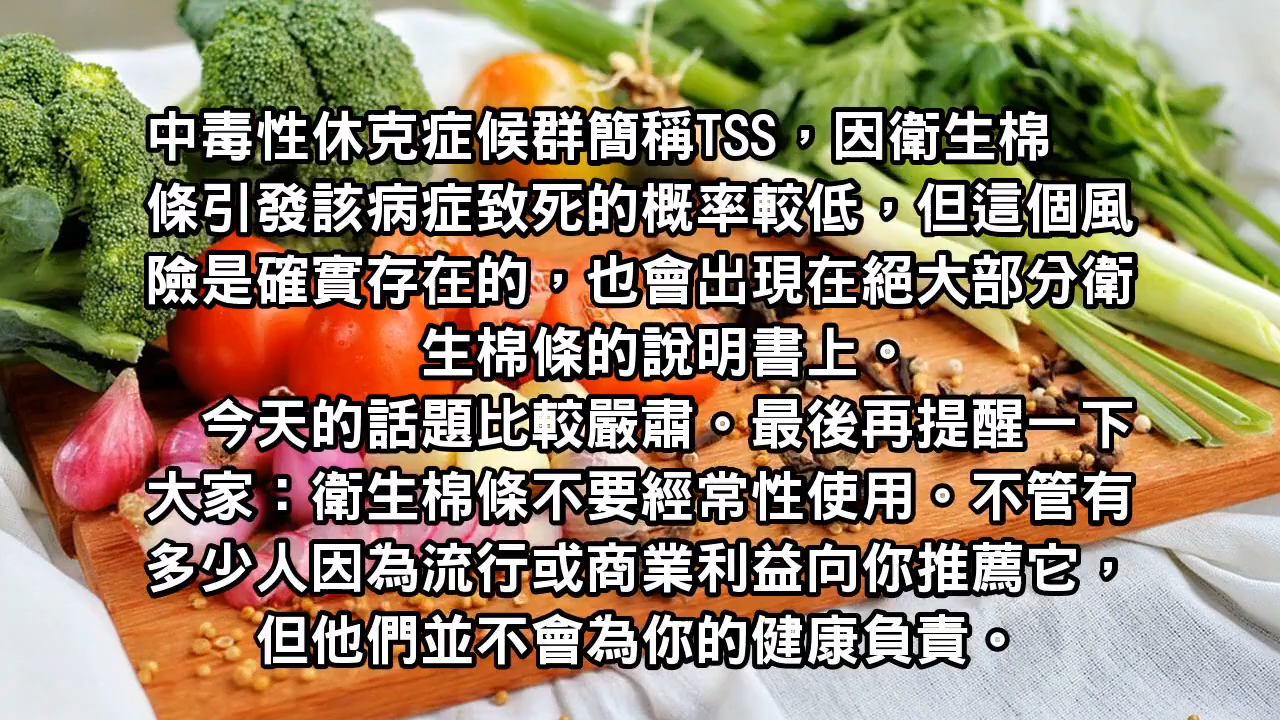 中毒性休克症候群簡稱TSS，因衛生棉
條引發該病症致死的概率較低，但這個風
險是確實存在的，也會出現在絕大部分衛
生棉條的說明書上。
今天的話題比較嚴肅。最後再提醒一下
大家：衛生棉條不要經常性使用。不管有
多少人因為流行或商業利益向你推薦它，
但他們並不會為你的健康負責。